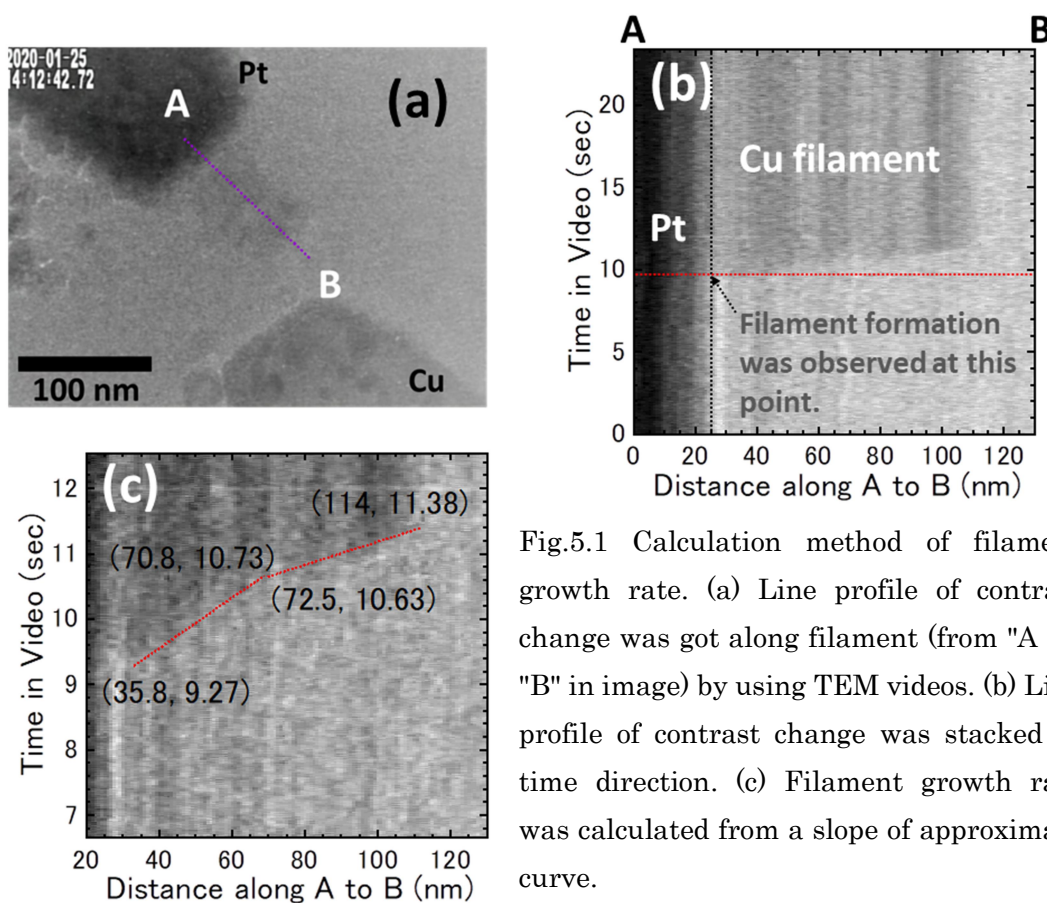 2020-01-25
14:12:42.72
Pt
(a)
A
B
100 nm
Cu
A
B
(b)
Time in Video (sec)
20
15
10
5
0
Cu filament
Pt
Filament formation
was observed at this
point.
0 20 40 60 80 100 120
Distance along A to B (nm)
(c)
Time in Video (sec)
12
11
10
9
8
7
(114, 11.38)
(70.8, 10.73)
(72.5, 10.63)
(35.8, 9.27)
20 40 60 80 100 120
Distance along A to B (nm)
Fig.5.1 Calculation method of filame
growth rate. (a) Line profile of contra
change was got along filament (from "A
"B" in image) by using TEM videos. (b) Li
profile of contrast change was stacked
time direction. (c) Filament growth ra
was calculated from a slope of approxima
curve.